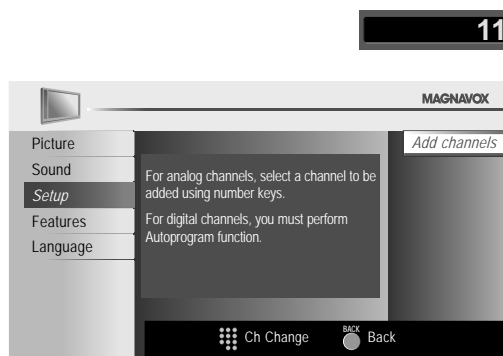 11
MAGNAVOX
Picture
Sound
Setup
Features
Language
Add channels
For analog channels, select a channel to be
added using number keys.
For digital channels, you must perform
Autoprogram function.
Ch Change
BACK Back